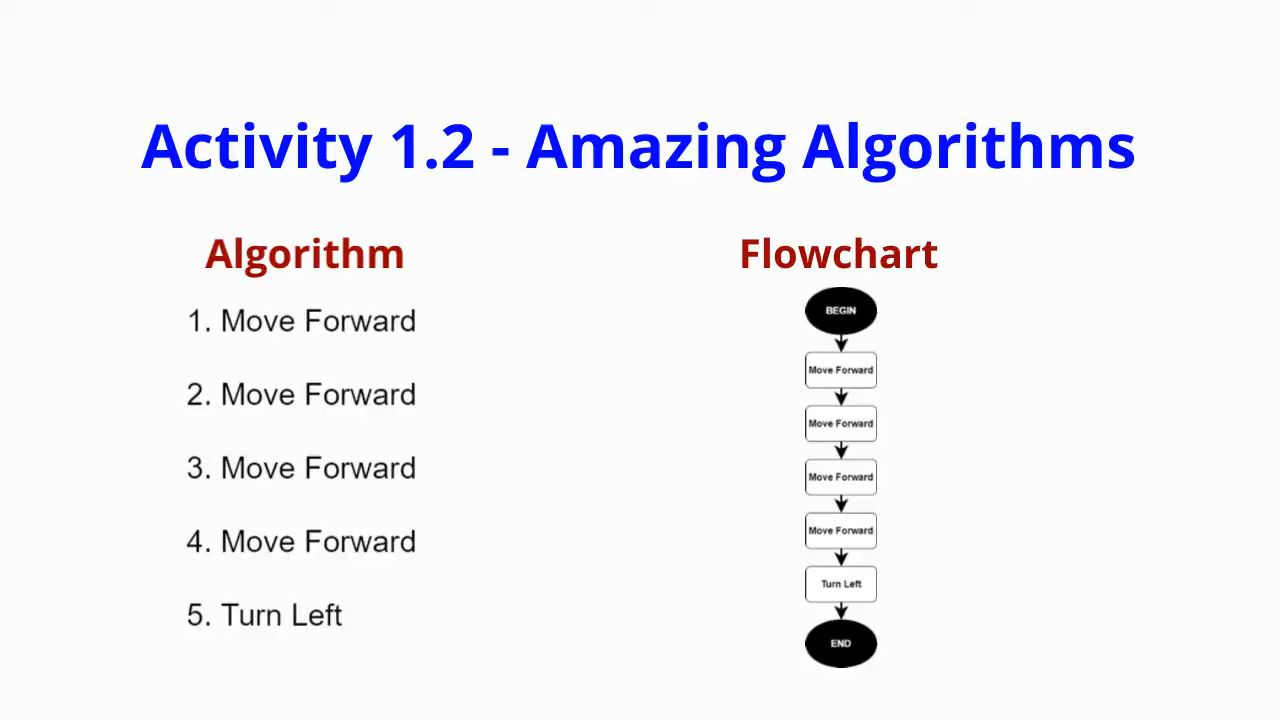 Activity 1.2 - Amazing Algorithms
Algorithm
1. Move Forward
2. Move Forward
3. Move Forward
4. Move Forward
5. Turn Left
Flowchart
BEGIN
Move Forward
Move Forward
Move Forward
Move Forward
Turn Left
END